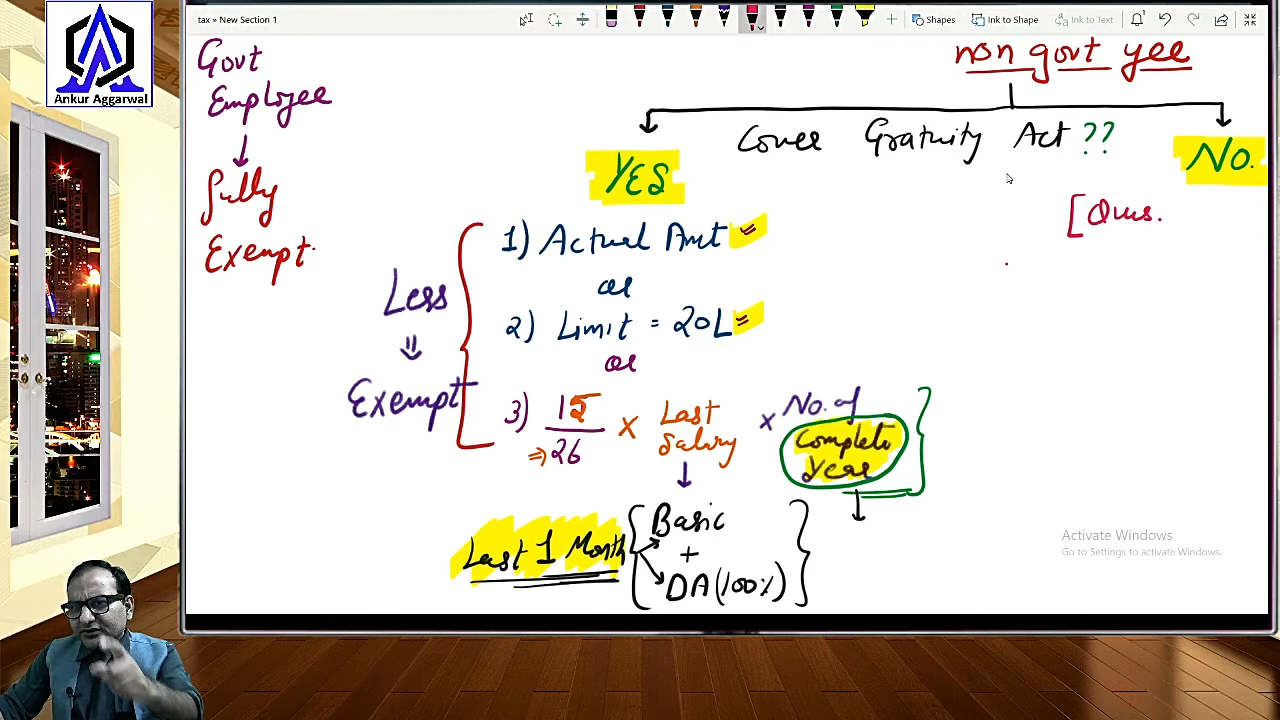 Ankur Aggarwal
tax » New Section 1
Shapes
Ink to Shape
Ink to Text
Govt
Employee
fully
Exempt.
non govt yee
Cover Gratuity Act ??
YES
NO.
[Ques.
1) Actual Amt
or
2) Limit = 20L
or
Less
Exempt
3) 15/26 × Last Salary × No. of Complete Year
Last 1 Month
Basic
+
DA (100%)
Activate Windows
Go to Settings to activate Windows.